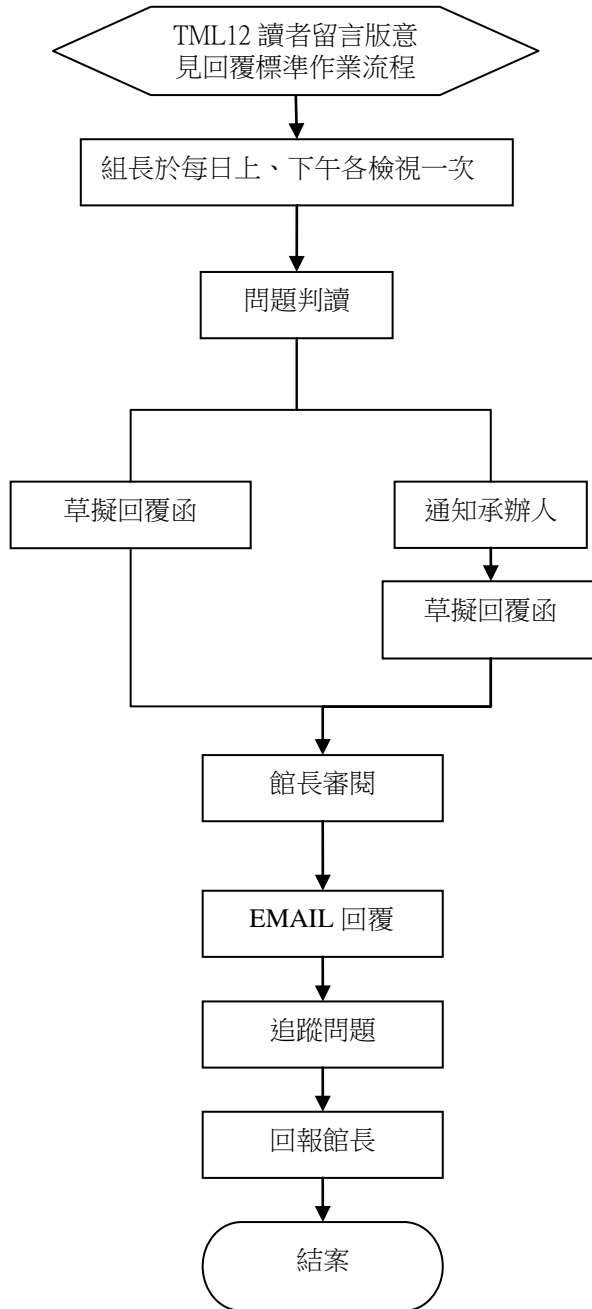 TML12 讀者留言版意
見回覆標準作業流程
組長於每日上、下午各檢視一次
問題判讀
草擬回覆函
通知承辦人
草擬回覆函
館長審閱
EMAIL 回覆
追蹤問題
回報館長
結案